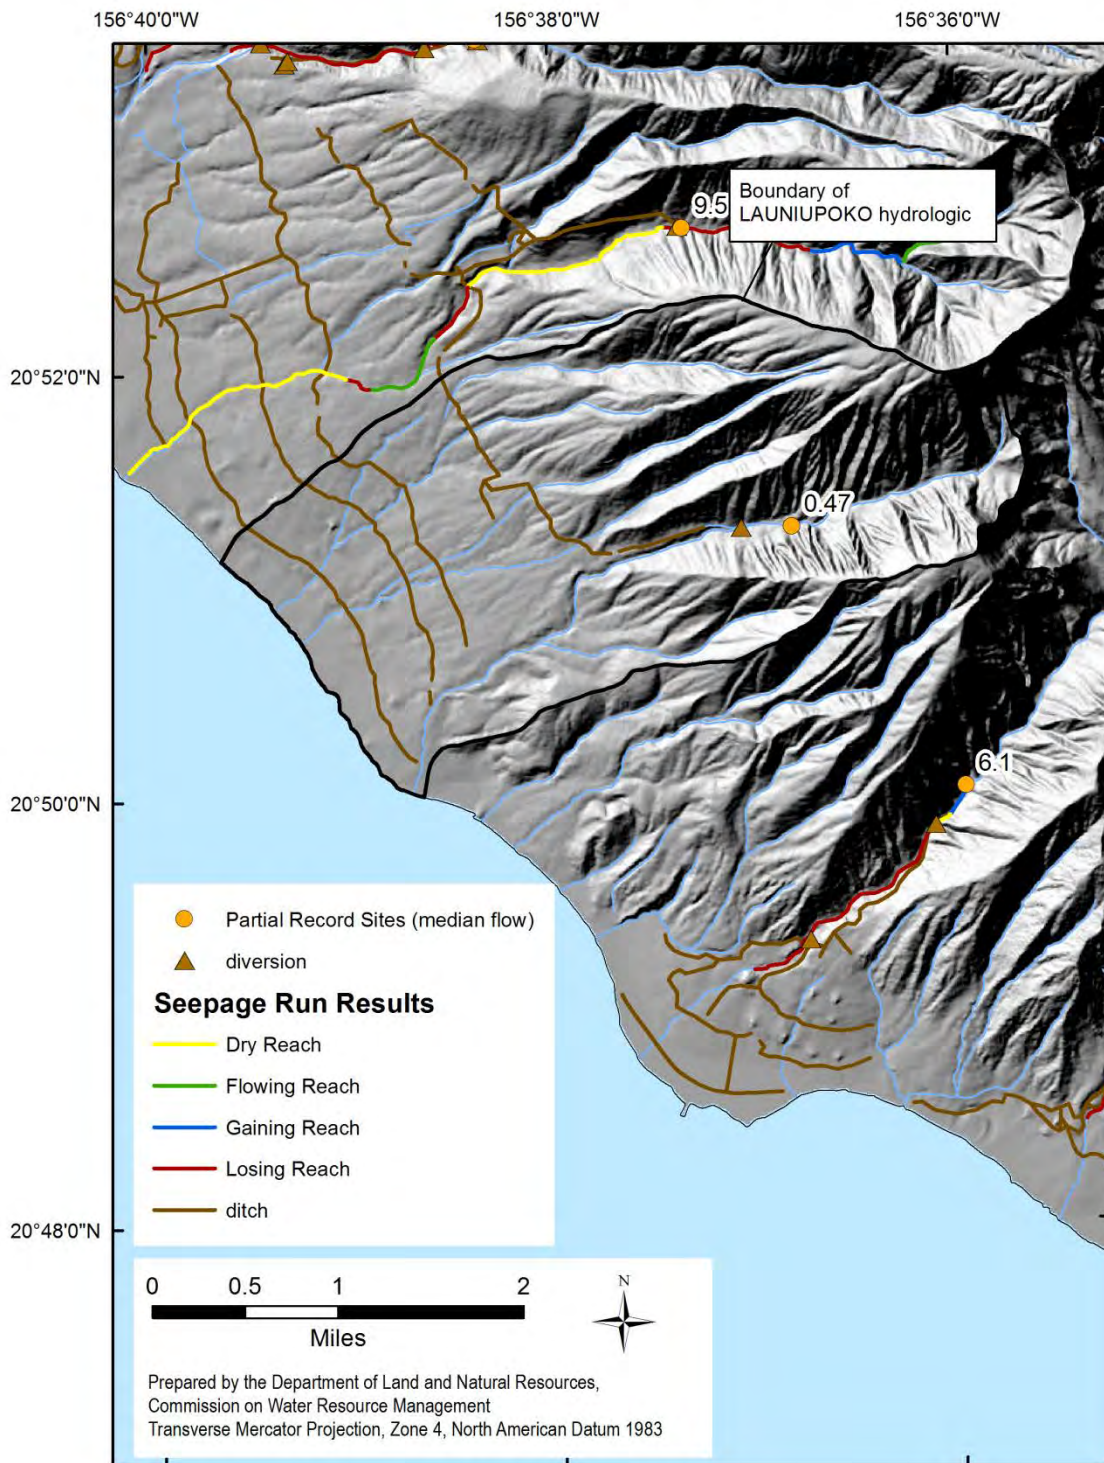 156°40'0"W
156°38'0"W
156°36'0"W
Boundary of
LAUNIUPOKO hydrologic
9.5
20°52'0"N
0.47
6.1
20°50'0"N
Partial Record Sites (median flow)
diversion
Seepage Run Results
Dry Reach
Flowing Reach
Gaining Reach
Losing Reach
ditch
20°48'0"N
0 0.5 1 2
Miles
N
Prepared by the Department of Land and Natural Resources,
Commission on Water Resource Management
Transverse Mercator Projection, Zone 4, North American Datum 1983